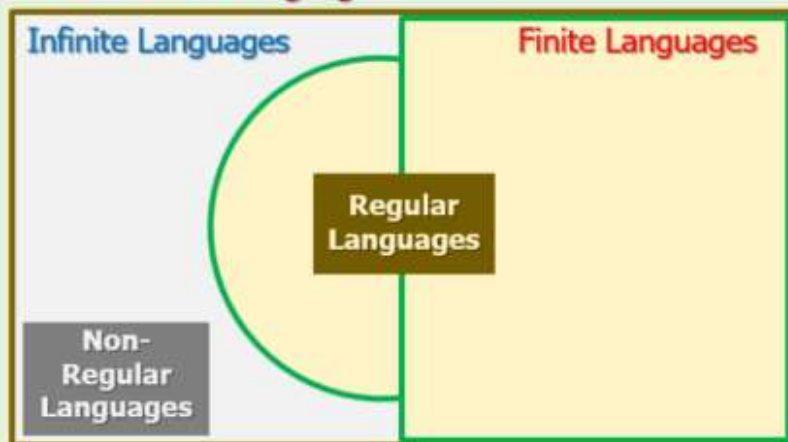 Infinite Languages
Finite Languages
Regular
Languages
Non-
Regular
Languages